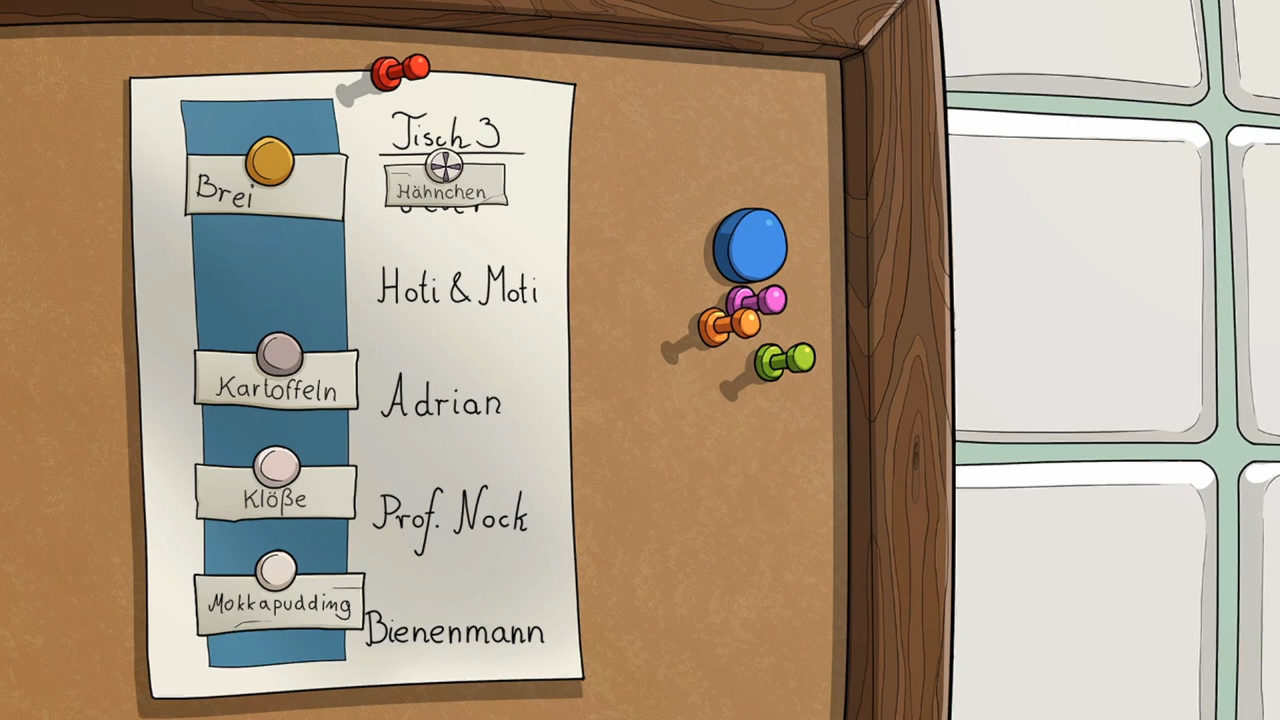 Tisch 3
Brei
Hähnchen
Hoti & Moti
Kartoffeln
Adrian
Klöße
Prof. Nock
Mokkapudding
Bienenmann